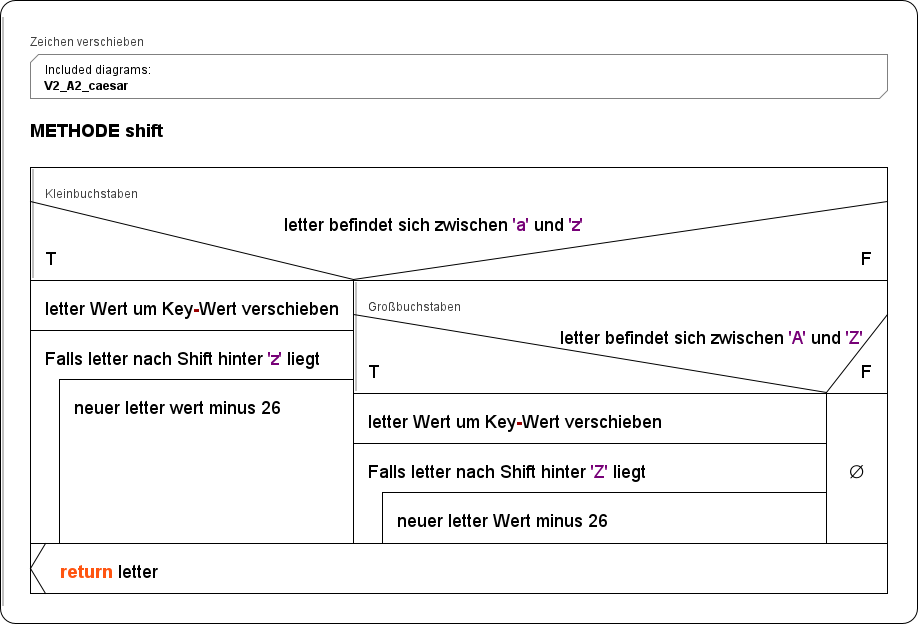 Zeichen verschieben
Included diagrams:
V2_A2_caesar
METHODE shift
Kleinbuchstaben
letter befindet sich zwischen 'a' und 'z'
T
F
letter Wert um Key-Wert verschieben
Falls letter nach Shift hinter 'z' liegt
neuer letter wert minus 26
Großbuchstaben
letter befindet sich zwischen 'A' und 'Z'
T
F
letter Wert um Key-Wert verschieben
Falls letter nach Shift hinter 'Z' liegt
neuer letter Wert minus 26
∅
return letter